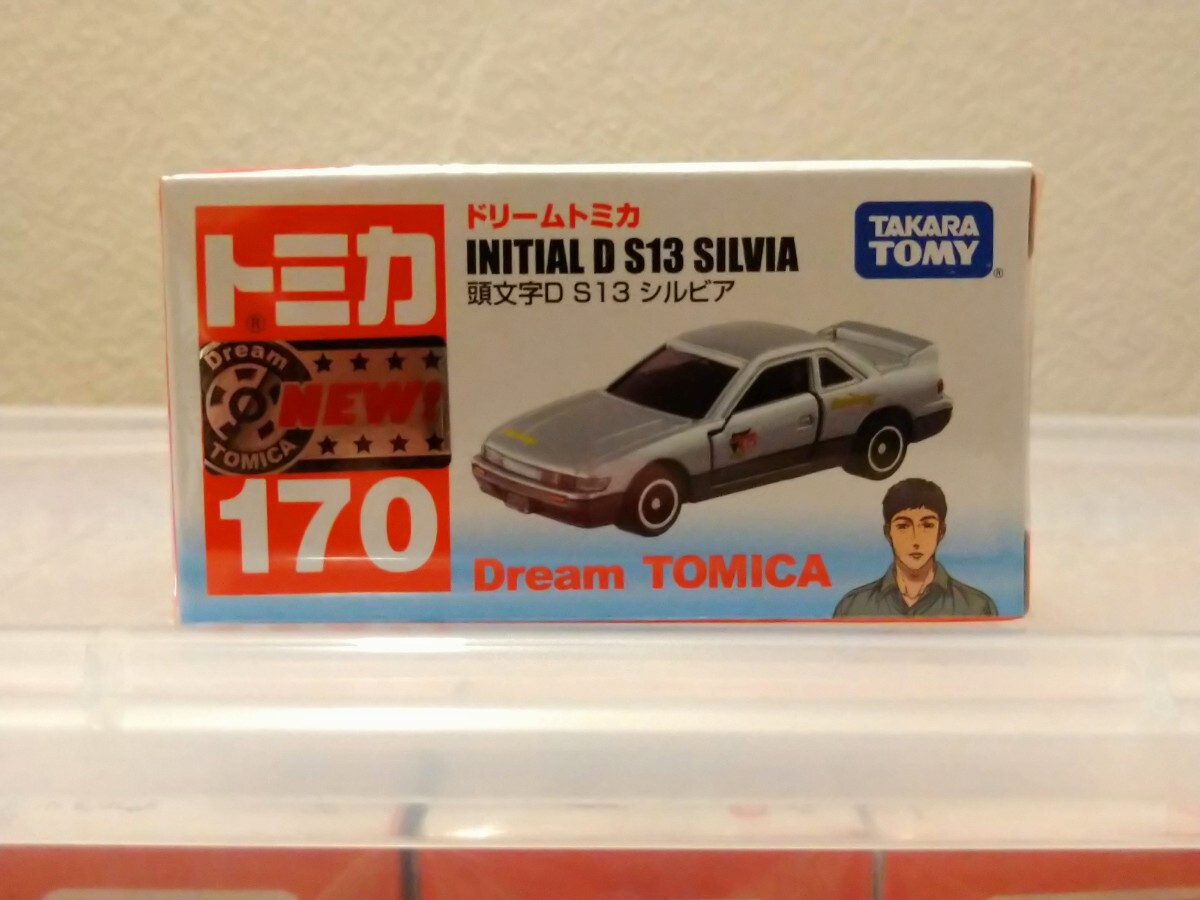 トミカ
®
Dream
NEW!
TOMICA
170
ドリームトミカ
INITIAL D S13 SILVIA
頭文字D S13 シルビア
TAKARA
TOMY
®
Dream TOMICA